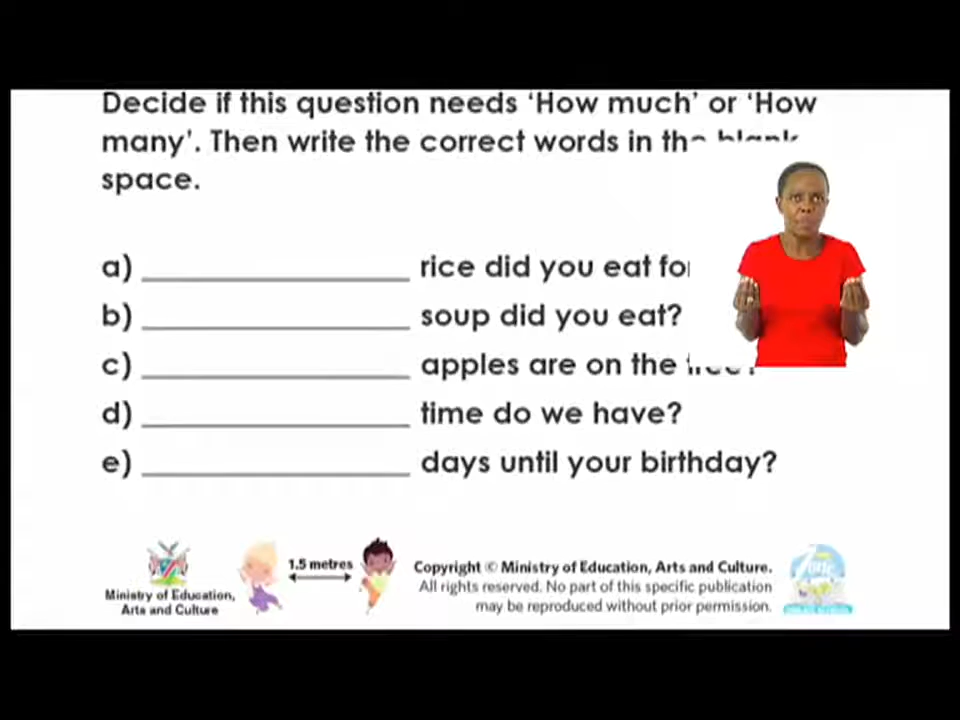 Decide if this question needs ‘How much’ or ‘How
many’. Then write the correct words in the blank
space.
a) ____________________ rice did you eat for
b) ____________________ soup did you eat?
c) ____________________ apples are on the tree?
d) ____________________ time do we have?
e) ____________________ days until your birthday?
1.5 metres
Ministry of Education,
Arts and Culture
Copyright © Ministry of Education, Arts and Culture.
All rights reserved. No part of this specific publication
may be reproduced without prior permission.